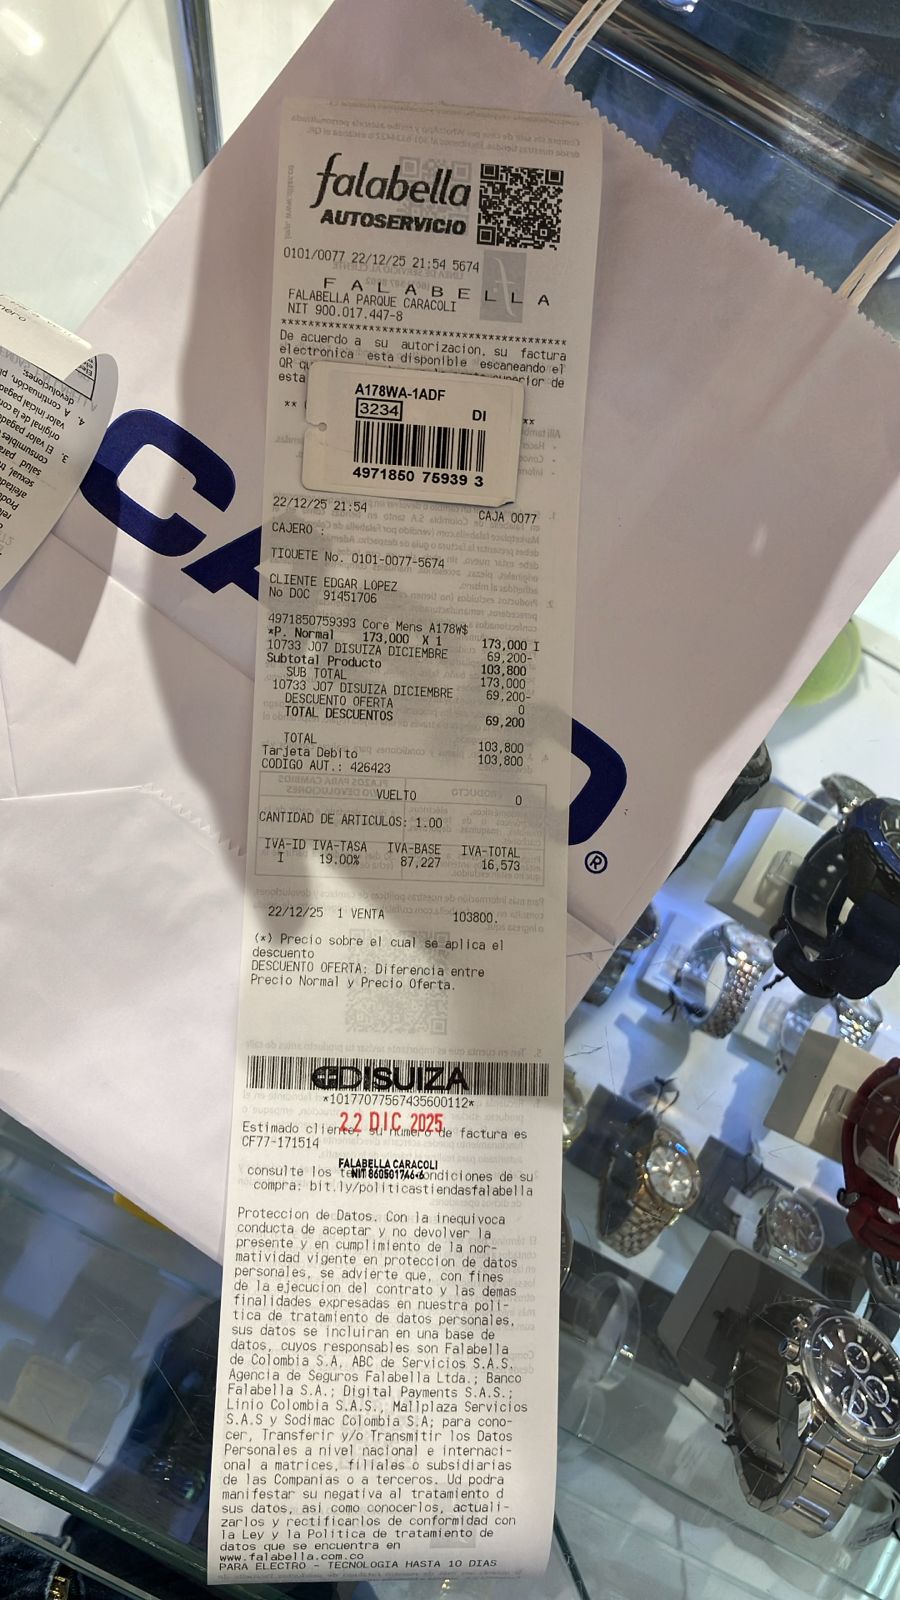 falabella
AUTOSERVICIO
0101/0077 22/12/25 21:54 5674
F A L A B E L L A
FALABELLA PARQUE CARACOLI
NIT 900.017.447-8
****************************************
De acuerdo a su autorizacion, su factura
electronica esta disponible escaneando el
QR superior de
esta
**
**
A178WA-1ADF
3234 DI
4971850 75939 3
22/12/25 21:54 CAJA 0077
CAJERO :
TIQUETE No. 0101-0077-5674
CLIENTE EDGAR LOPEZ
No DOC 91451706
4971850759393 Core Mens A178W$
*P. Normal 173,000 X 1 173,000 I
10733 J07 DISUIZA DICIEMBRE 69,200-
Subtotal Producto 103,800
SUB TOTAL 173,000
10733 J07 DISUIZA DICIEMBRE 69,200-
DESCUENTO OFERTA 0
TOTAL DESCUENTOS 69,200
TOTAL 103,800
Tarjeta Debito 103,800
CODIGO AUT.: 426423
VUELTO 0
CANTIDAD DE ARTICULOS: 1.00
IVA-ID IVA-TASA IVA-BASE IVA-TOTAL
I 19.00% 87,227 16,573
22/12/25 1 VENTA 103800.
(*) Precio sobre el cual se aplica el
descuento
DESCUENTO OFERTA: Diferencia entre
Precio Normal y Precio Oferta.
DISUIZA
*10177077567435600112*
22 DIC 2025
Estimado cliente, su numero de factura es
CF77-171514
FALABELLA CARACOLI
NIT 860501746-6
consulte los condiciones de su
compra: bit.ly/politicastiendasfalabella
Proteccion de Datos. Con la inequivoca
conducta de aceptar y no devolver la
presente y en cumplimiento de la nor-
matividad vigente en proteccion de datos
personales, se advierte que, con fines
de la ejecucion del contrato y las demas
finalidades expresadas en nuestra poli-
tica de tratamiento de datos personales,
sus datos se incluiran en una base de
datos, cuyos responsables son Falabella
de Colombia S.A, ABC de Servicios S.A.S.
Agencia de Seguros Falabella Ltda.; Banco
Falabella S.A.; Digital Payments S.A.S.;
Linio Colombia S.A.S., Mallplaza Servicios
S.A.S y Sodimac Colombia S.A; para cono-
cer, Transferir y/o Transmitir los Datos
Personales a nivel nacional e internaci-
onal a matrices, filiales o subsidiarias
de las Companias o a terceros. Ud podra
manifestar su negativa al tratamiento d
sus datos, asi como conocerlos, actuali-
zarlos y rectificarlos de conformidad con
la Ley y la Politica de tratamiento de
datos que se encuentra en
www.falabella.com.co
PARA ELECTRO - TECNOLOGIA HASTA 10 DIAS
CA O®